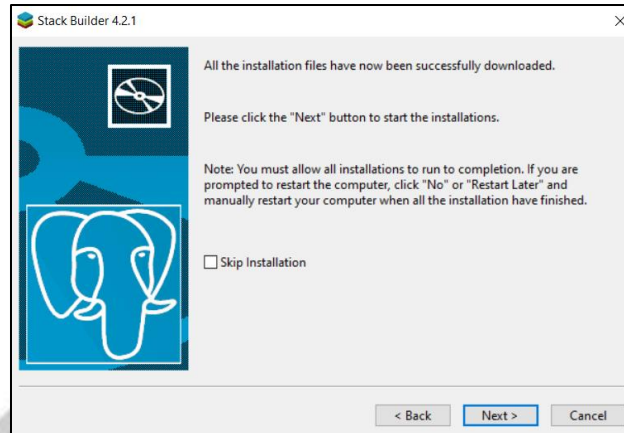 Stack Builder 4.2.1
All the installation files have now been successfully downloaded.
Please click the "Next" button to start the installations.
Note: You must allow all installations to run to completion. If you are
prompted to restart the computer, click "No" or "Restart Later" and
manually restart your computer when all the installation have finished.
Skip Installation
< Back Next > Cancel